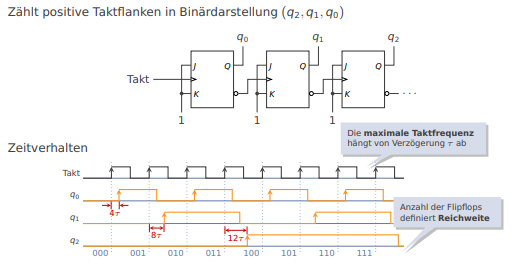 Zählt positive Taktflanken in Binärdarstellung (q₂, q₁, q₀)
q₀ q₁ q₂
J Q J Q J Q
Takt
K K K ...
1 1 1
Die maximale Taktfrequenz
hängt von Verzögerung τ ab
Zeitverhalten
Takt
q₀
4τ
Anzahl der Flipflops
definiert Reichweite
q₁
8τ 12τ
q₂
000 001 010 011 100 101 110 111